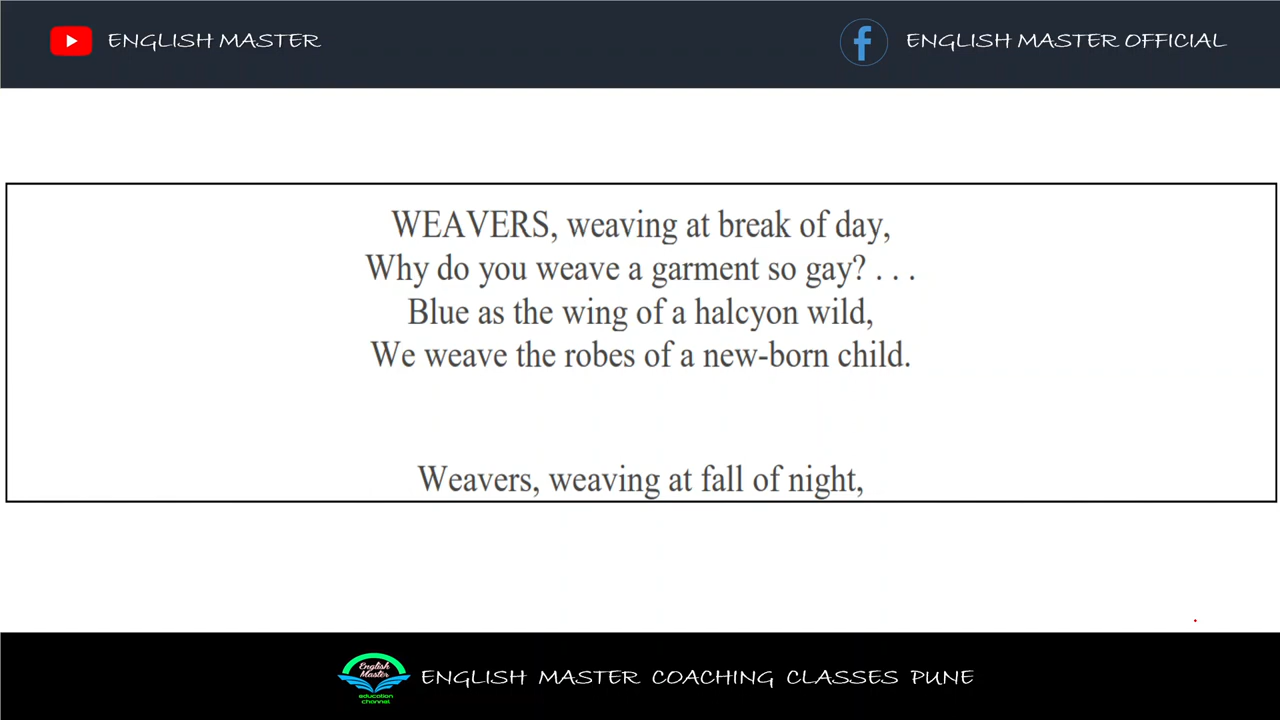 ENGLISH MASTER
ENGLISH MASTER OFFICIAL
WEAVERS, weaving at break of day,
Why do you weave a garment so gay? . . .
Blue as the wing of a halcyon wild,
We weave the robes of a new-born child.
Weavers, weaving at fall of night,
English
Master
education
channel
ENGLISH MASTER COACHING CLASSES PUNE